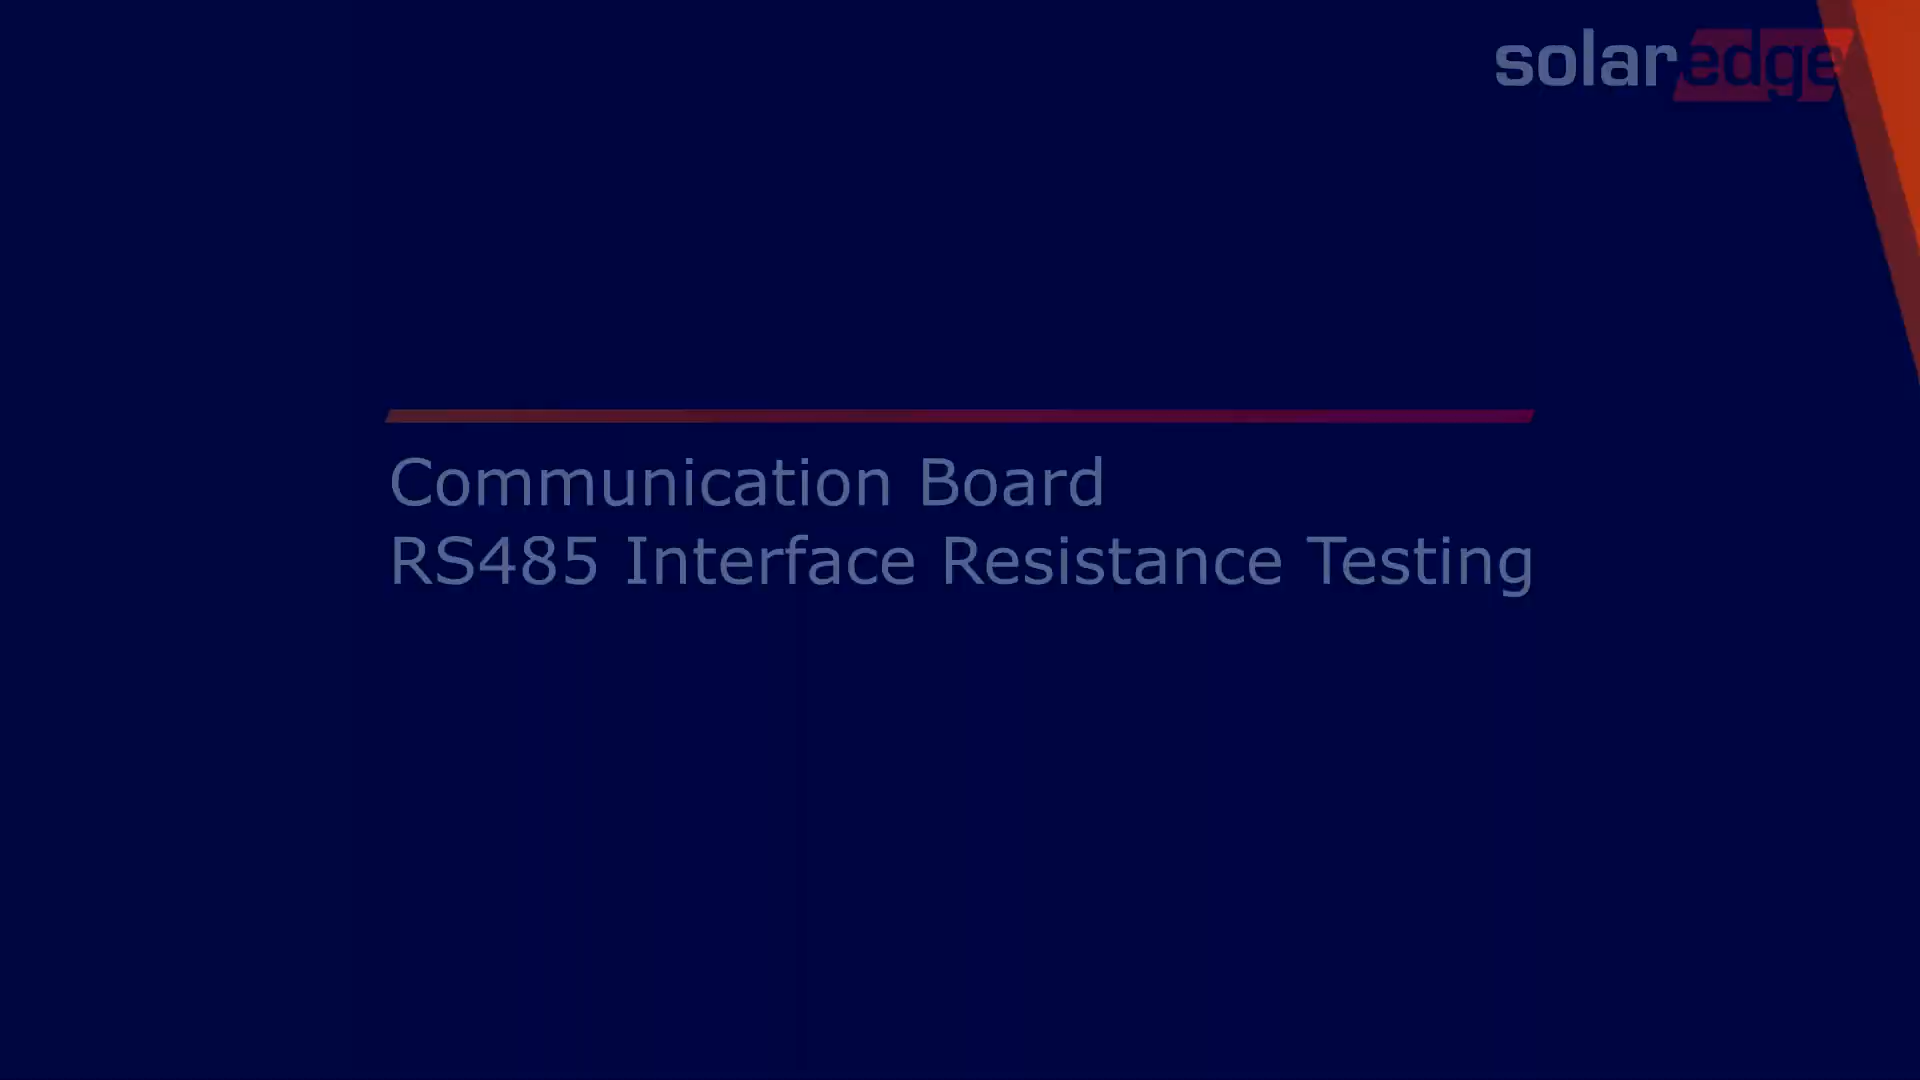 solaredge
Communication Board
RS485 Interface Resistance Testing